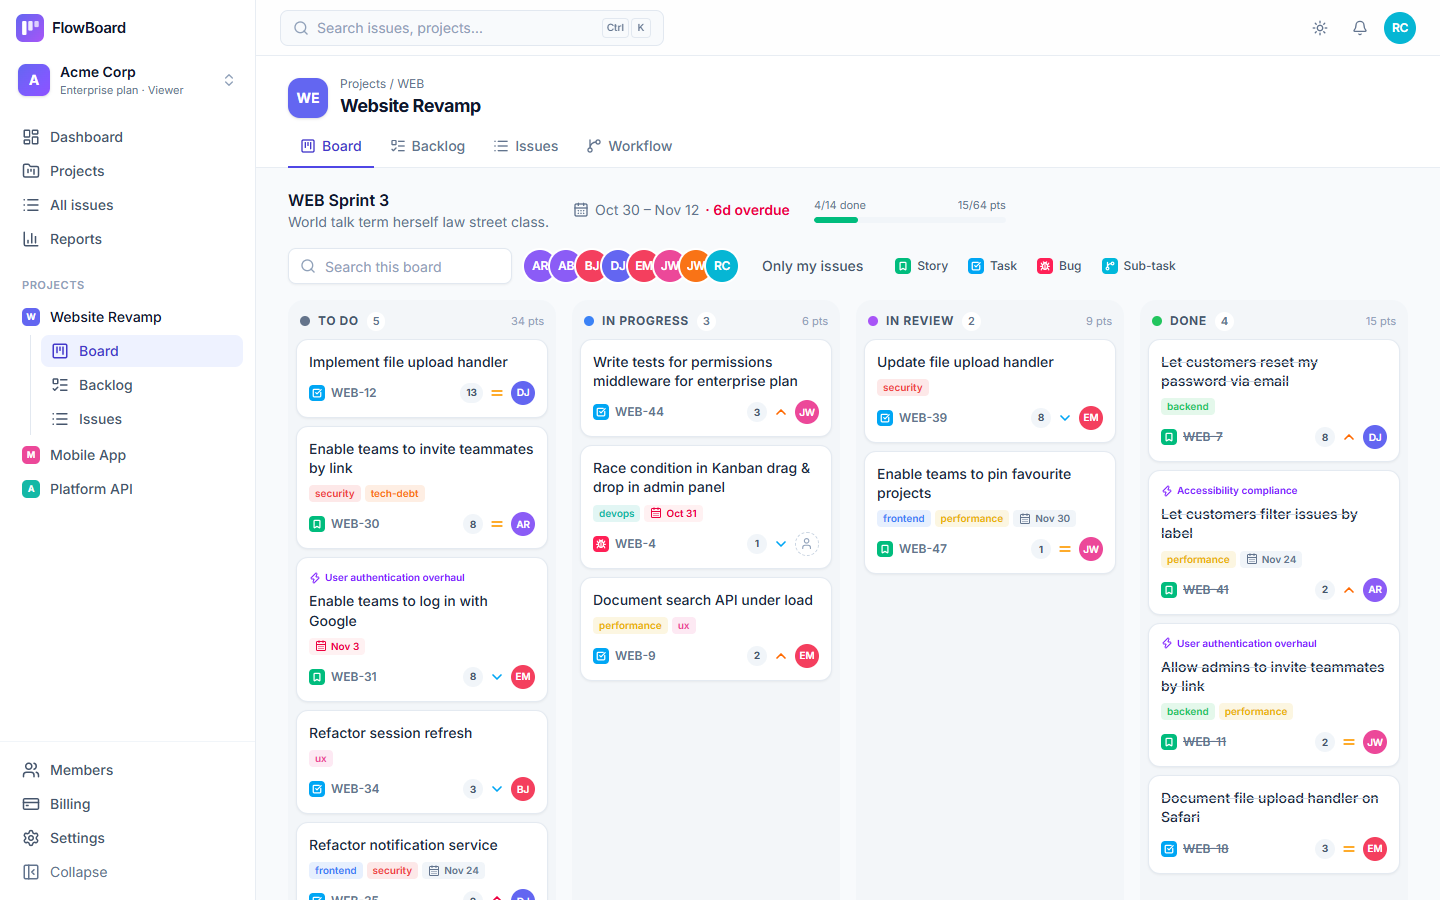 FlowBoard
A
Acme Corp
Enterprise plan · Viewer
Dashboard
Projects
All issues
Reports
PROJECTS
W Website Revamp
Board
Backlog
Issues
M Mobile App
A Platform API
Members
Billing
Settings
Collapse
Search issues, projects...
Ctrl K
RC
WE
Projects / WEB
Website Revamp
Board
Backlog
Issues
Workflow
WEB Sprint 3
World talk term herself law street class.
Oct 30 – Nov 12 · 6d overdue
4/14 done 15/64 pts
Search this board
AR AB BJ DJ EM JW JW RC
Only my issues
Story Task Bug Sub-task
TO DO 5 34 pts
Implement file upload handler
WEB-12 13 DJ
Enable teams to invite teammates
by link
security tech-debt
WEB-30 8 AR
User authentication overhaul
Enable teams to log in with
Google
Nov 3
WEB-31 8 EM
Refactor session refresh
ux
WEB-34 3 BJ
Refactor notification service
frontend security Nov 24
IN PROGRESS 3 6 pts
Write tests for permissions
middleware for enterprise plan
WEB-44 3 JW
Race condition in Kanban drag &
drop in admin panel
devops Oct 31
WEB-4 1
Document search API under load
performance ux
WEB-9 2 EM
IN REVIEW 2 9 pts
Update file upload handler
security
WEB-39 8 EM
Enable teams to pin favourite
projects
frontend performance Nov 30
WEB-47 1 JW
DONE 4 15 pts
Let customers reset my
password via email
backend
WEB-7 8 DJ
Accessibility compliance
Let customers filter issues by
label
performance Nov 24
WEB-41 2 AR
User authentication overhaul
Allow admins to invite teammates
by link
backend performance
WEB-11 2 JW
Document file upload handler on
Safari
WEB-18 3 EM